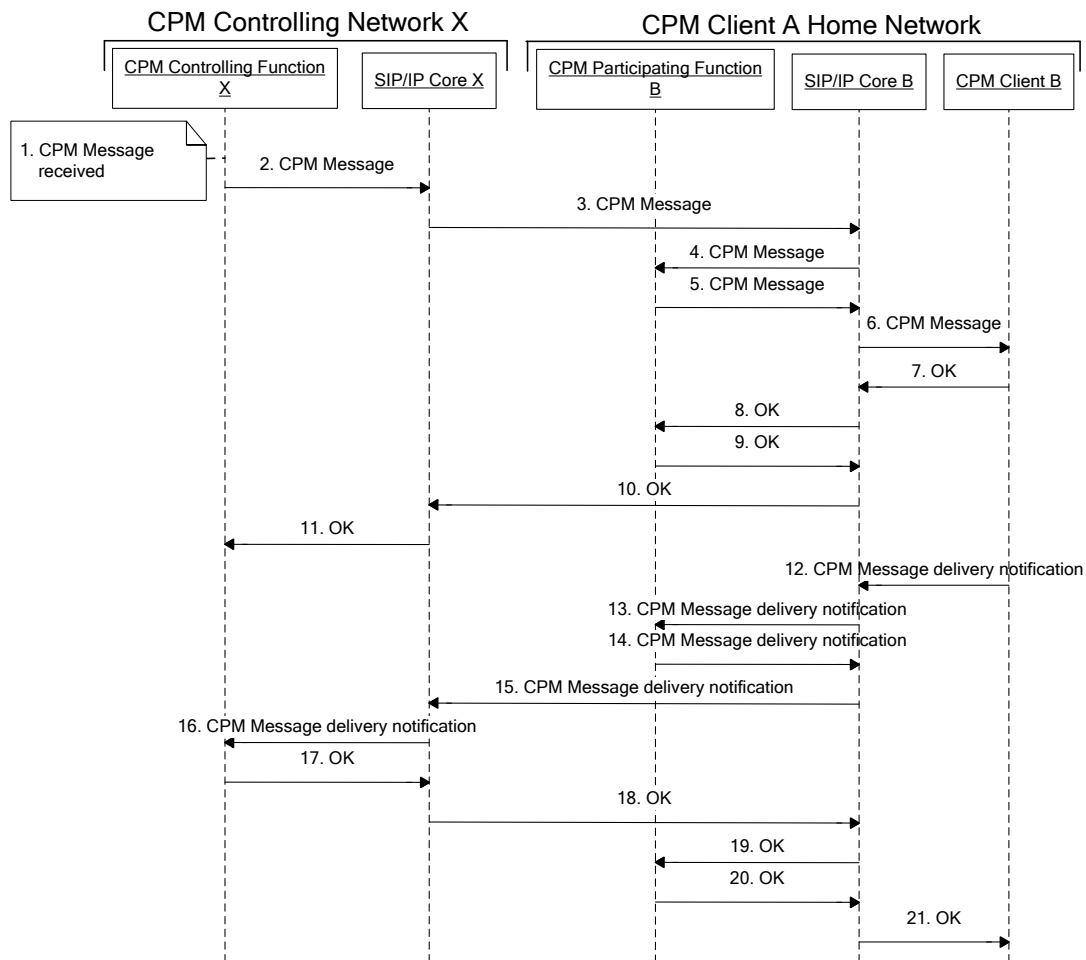 CPM Controlling Network X
CPM Client A Home Network
CPM Controlling Function
X
SIP/IP Core X
CPM Participating Function
B
SIP/IP Core B
CPM Client B
1. CPM Message
received
2. CPM Message
3. CPM Message
4. CPM Message
5. CPM Message
6. CPM Message
7. OK
8. OK
9. OK
10. OK
11. OK
12. CPM Message delivery notification
13. CPM Message delivery notification
14. CPM Message delivery notification
15. CPM Message delivery notification
16. CPM Message delivery notification
17. OK
18. OK
19. OK
20. OK
21. OK